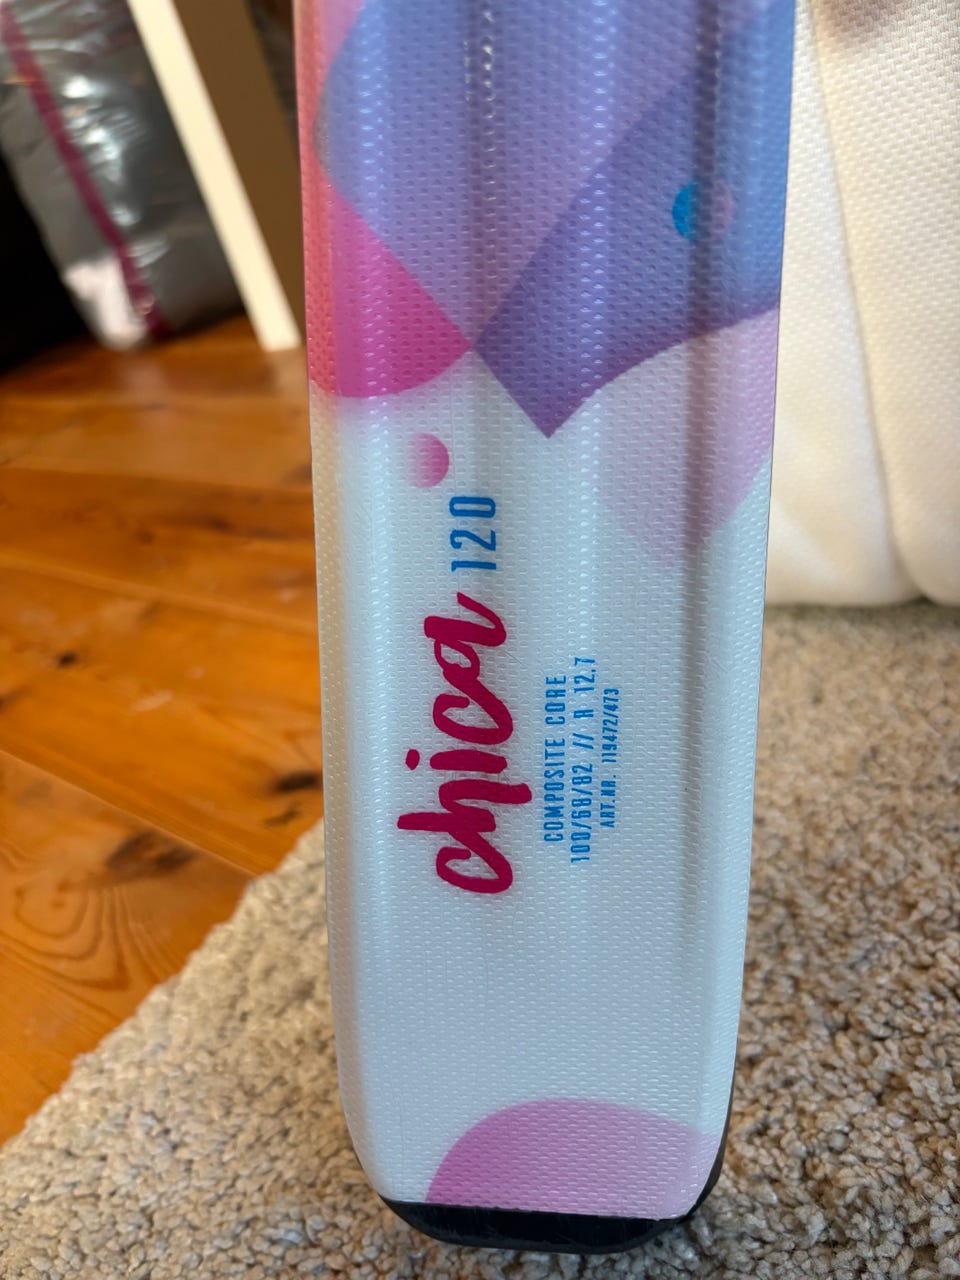 chica 120
COMPOSITE CORE
100/68/82 // R 12.7
ART.NR. 119472/473